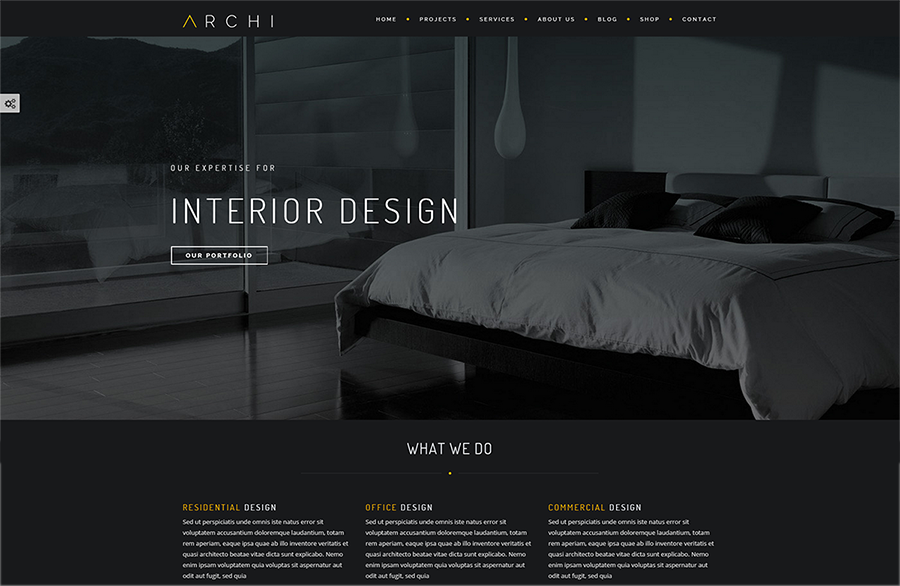 ARCHI
HOME PROJECTS SERVICES ABOUT US BLOG SHOP CONTACT
OUR EXPERTISE FOR
INTERIOR DESIGN
OUR PORTFOLIO
WHAT WE DO
RESIDENTIAL DESIGN
Sed ut perspiciatis unde omnis iste natus error sit
voluptatem accusantium doloremque laudantium, totam
rem aperiam, eaque ipsa quae ab illo inventore veritatis et
quasi architecto beatae vitae dicta sunt explicabo. Nemo
enim ipsam voluptatem quia voluptas sit aspernatur aut
odit aut fugit, sed quia
OFFICE DESIGN
Sed ut perspiciatis unde omnis iste natus error sit
voluptatem accusantium doloremque laudantium, totam
rem aperiam, eaque ipsa quae ab illo inventore veritatis et
quasi architecto beatae vitae dicta sunt explicabo. Nemo
enim ipsam voluptatem quia voluptas sit aspernatur aut
odit aut fugit, sed quia
COMMERCIAL DESIGN
Sed ut perspiciatis unde omnis iste natus error sit
voluptatem accusantium doloremque laudantium, totam
rem aperiam, eaque ipsa quae ab illo inventore veritatis et
quasi architecto beatae vitae dicta sunt explicabo. Nemo
enim ipsam voluptatem quia voluptas sit aspernatur aut
odit aut fugit, sed quia